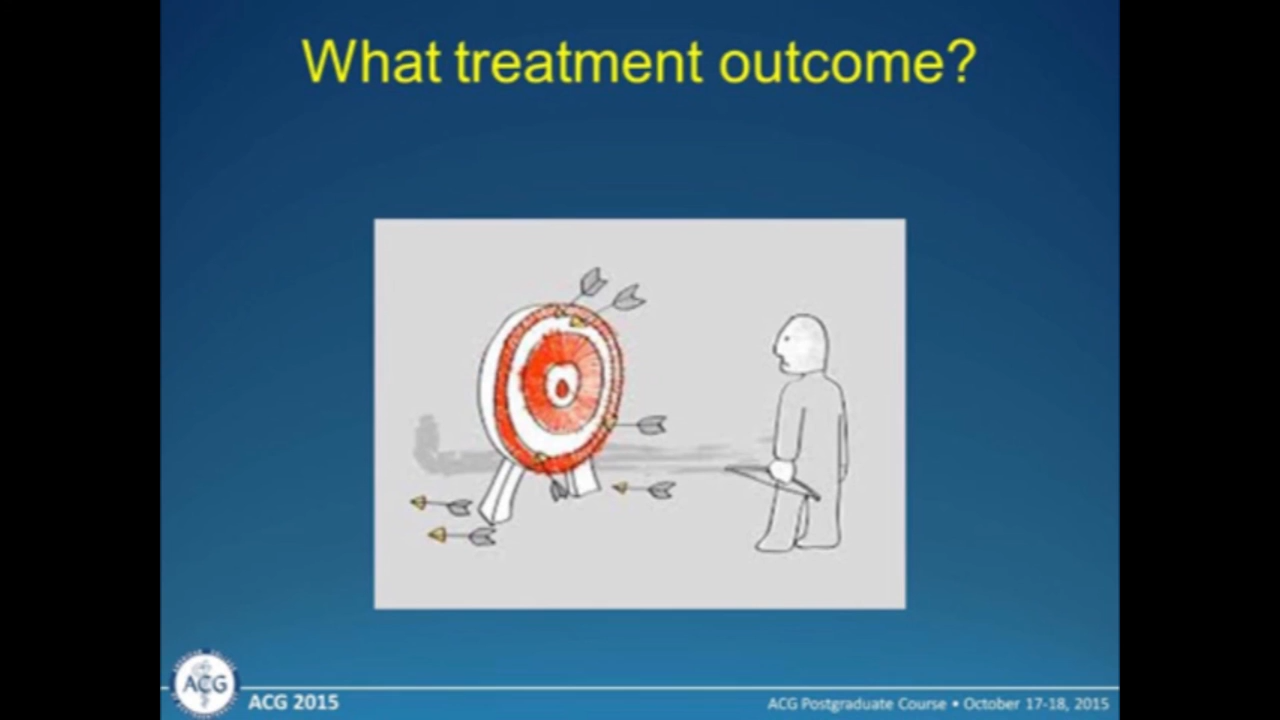 What treatment outcome?
ACG
ACG 2015
ACG Postgraduate Course • October 17-18, 2015